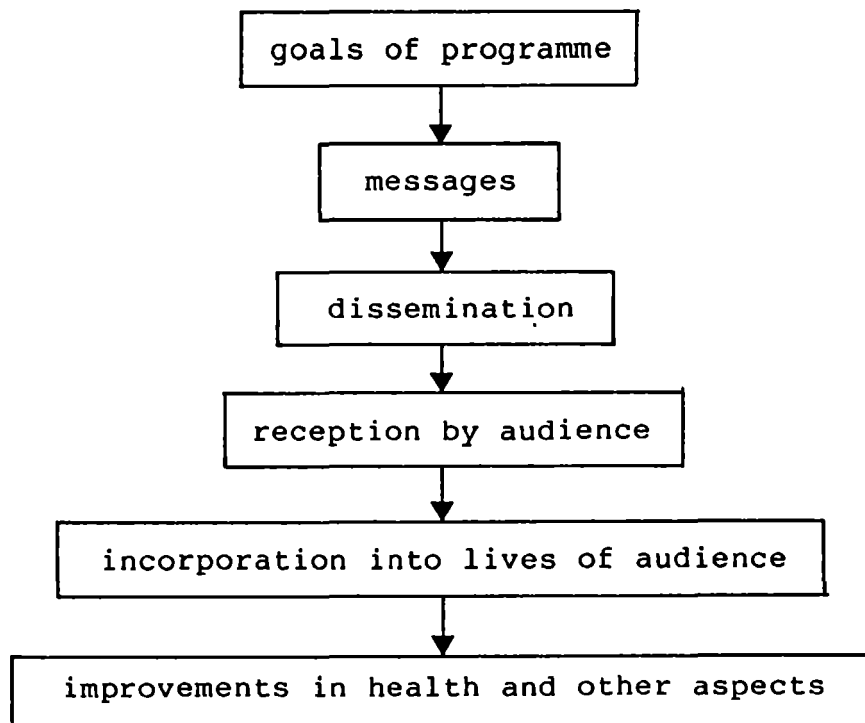 goals of programme
messages
dissemination
reception by audience
incorporation into lives of audience
improvements in health and other aspects